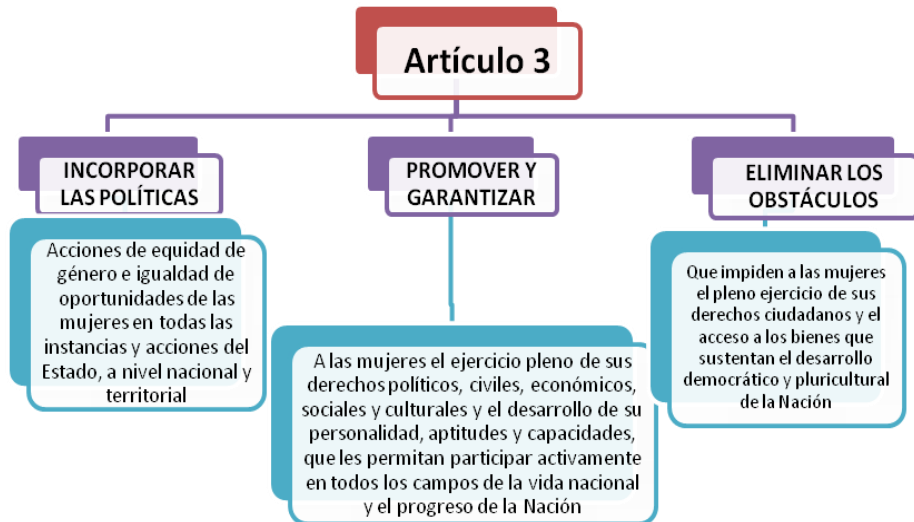 Artículo 3
INCORPORAR
LAS POLÍTICAS
Acciones de equidad de
género e igualdad de
oportunidades de las
mujeres en todas las
instancias y acciones del
Estado, a nivel nacional y
territorial
PROMOVER Y
GARANTIZAR
A las mujeres el ejercicio pleno de sus
derechos políticos, civiles, económicos,
sociales y culturales y el desarrollo de su
personalidad, aptitudes y capacidades,
que les permitan participar activamente
en todos los campos de la vida nacional
y el progreso de la Nación
ELIMINAR LOS
OBSTÁCULOS
Que impiden a las mujeres
el pleno ejercicio de sus
derechos ciudadanos y el
acceso a los bienes que
sustentan el desarrollo
democrático y pluricultural
de la Nación